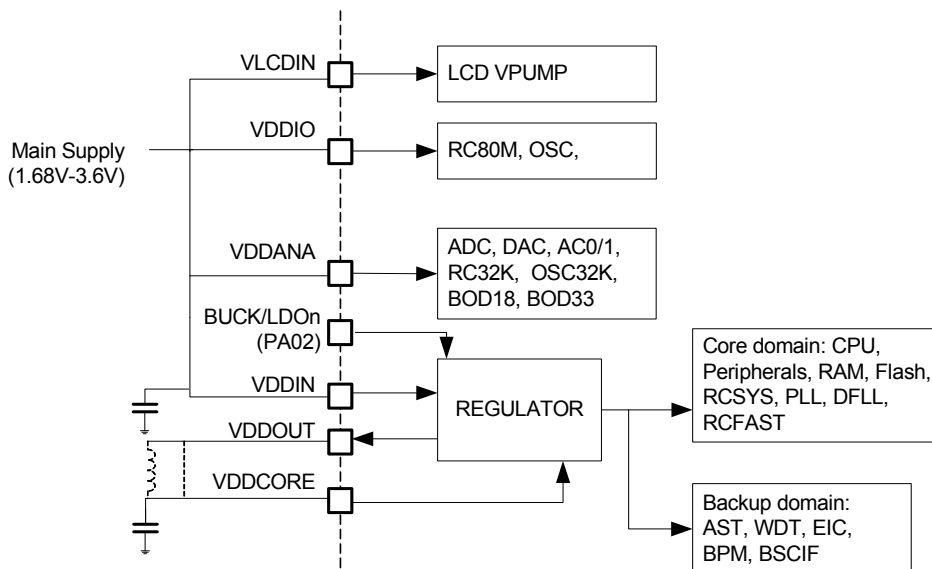 VLCDIN
LCD VPUMP
VDDIO
Main Supply
(1.68V-3.6V)
RC80M, OSC,
VDDANA
ADC, DAC, AC0/1,
RC32K, OSC32K,
BOD18, BOD33
BUCK/LDOn
(PA02)
VDDIN
REGULATOR
Core domain: CPU,
Peripherals, RAM, Flash,
RCSYS, PLL, DFLL,
RCFAST
VDDOUT
VDDCORE
Backup domain:
AST, WDT, EIC,
BPM, BSCIF